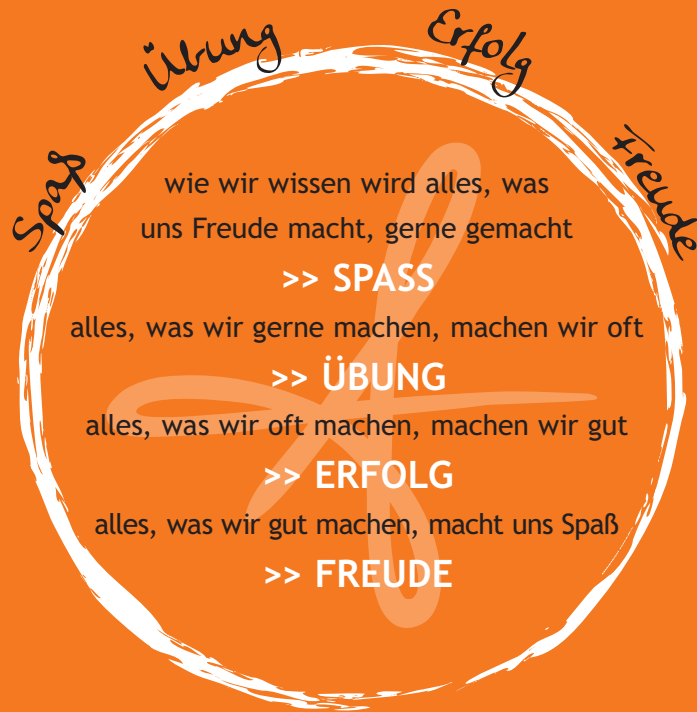 Spaß
Übung
Erfolg
Freude
wie wir wissen wird alles, was
uns Freude macht, gerne gemacht
>> SPASS
alles, was wir gerne machen, machen wir oft
>> ÜBUNG
alles, was wir oft machen, machen wir gut
>> ERFOLG
alles, was wir gut machen, macht uns Spaß
>> FREUDE